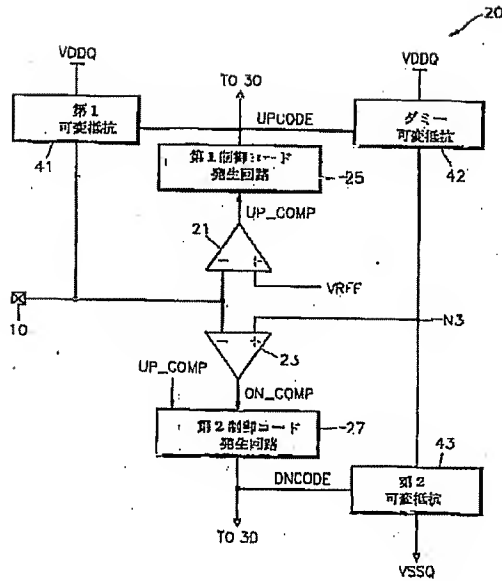 20
VDDQ
VDDQ
TO 30
第1
可変抵抗
UPCODE
ダミー
可変抵抗
41
42
第1制御コード
発生回路
25
UP_COMP
21
VREF
10
N3
23
UP_COMP
ON_COMP
第2制御コード
発生回路
27
43
DNCODE
第2
可変抵抗
TO 30
VSSQ